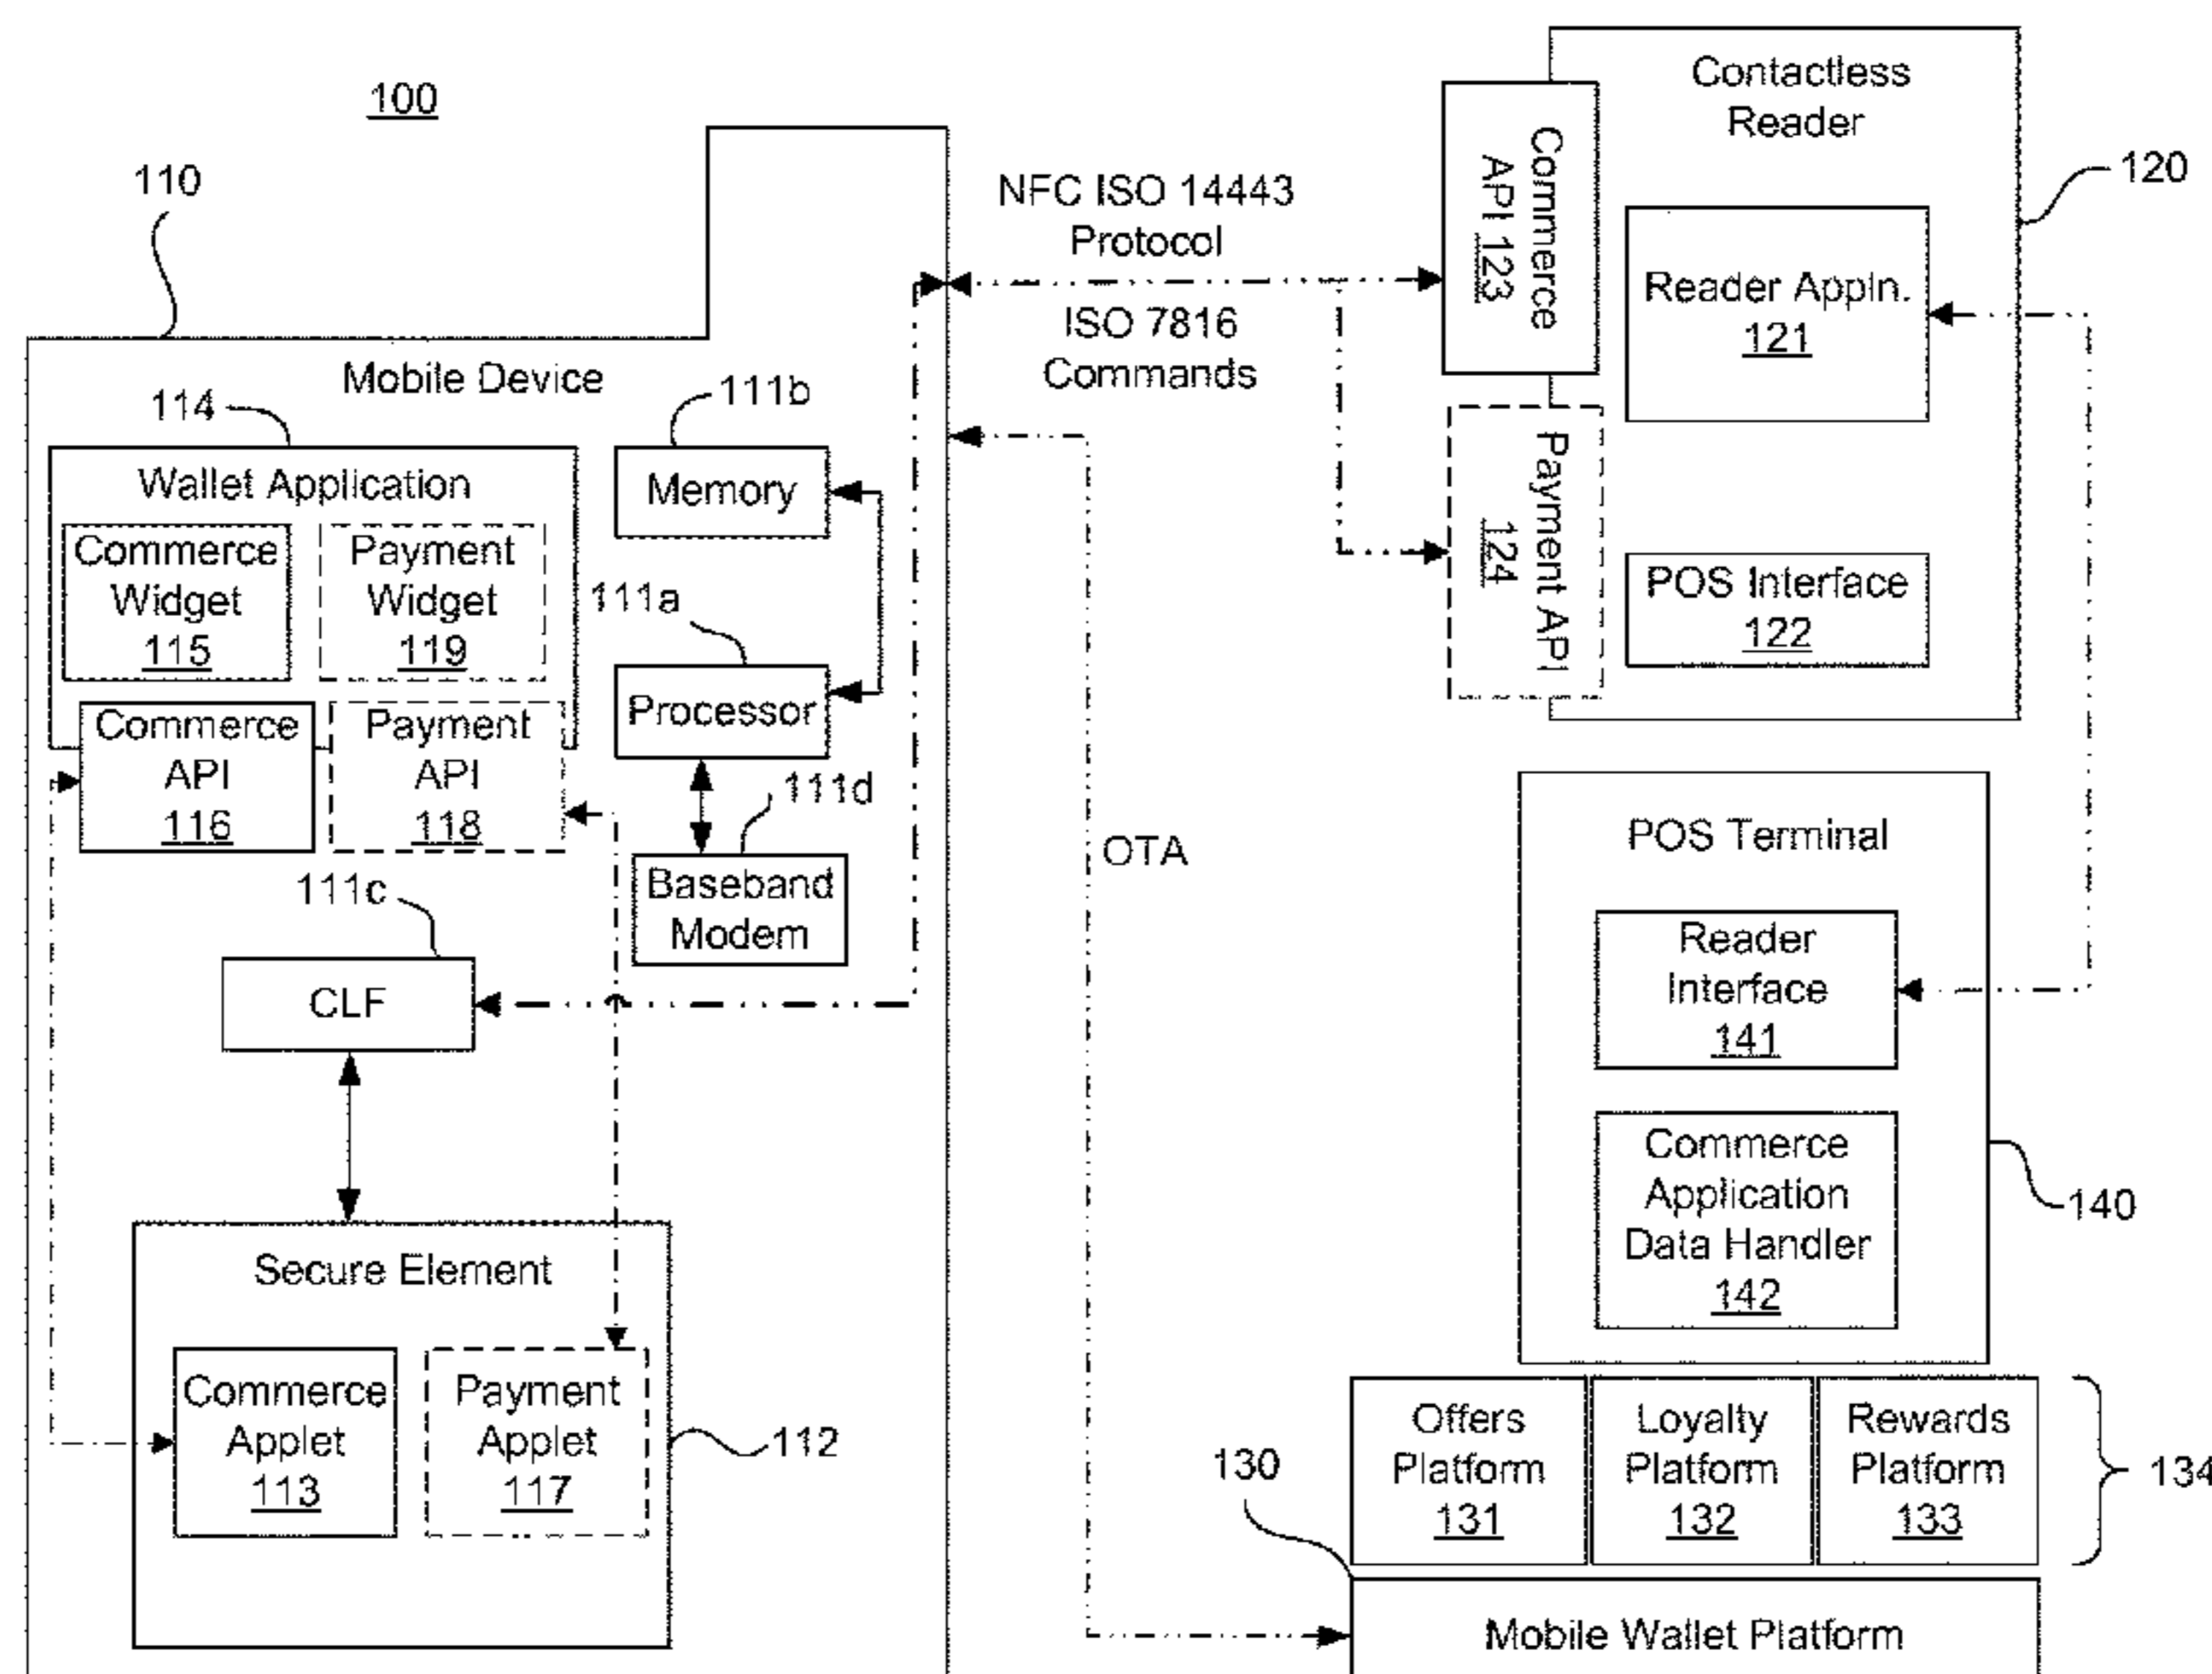 100
110
Mobile Device
114
111b
Wallet Application
Memory
Commerce
Widget
115
Payment
Widget
119
111a
Processor
Commerce
API
116
Payment
API
118
111d
Baseband
Modem
111c
CLF
Secure Element
Commerce
Applet
113
Payment
Applet
117
112
NFC ISO 14443
Protocol
ISO 7816
Commands
OTA
Contactless
Reader
120
Commerce
API 123
Reader Appln.
121
Payment API
124
POS Interface
122
POS Terminal
Reader
Interface
141
Commerce
Application
Data Handler
142
140
130
Offers
Platform
131
Loyalty
Platform
132
Rewards
Platform
133
134
Mobile Wallet Platform